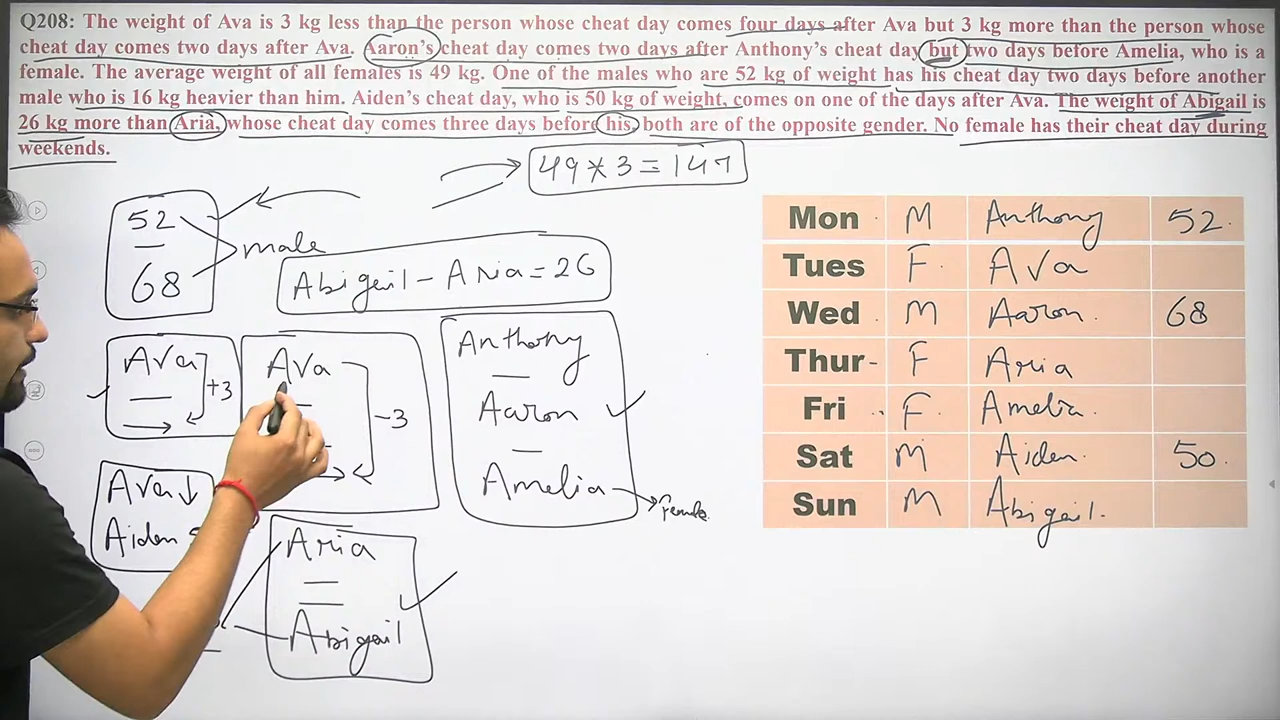 Q208: The weight of Ava is 3 kg less than the person whose cheat day comes four days after Ava but 3 kg more than the person whose
cheat day comes two days after Ava. Aaron's cheat day comes two days after Anthony's cheat day but two days before Amelia, who is a
female. The average weight of all females is 49 kg. One of the males who are 52 kg of weight has his cheat day two days before another
male who is 16 kg heavier than him. Aiden's cheat day, who is 50 kg of weight, comes on one of the days after Ava. The weight of Abigail is
26 kg more than Aria, whose cheat day comes three days before his, both are of the opposite gender. No female has their cheat day during
weekends.
49 * 3 = 147
52
68
male
Abigail - Aria = 26
Ava
+3
Ava
-3
Anthony
Aaron
Amelia
Female
Ava ↓
Aiden
Aria
Abigail
Mon M Anthony 52
Tues F Ava
Wed M Aaron 68
Thur F Aria
Fri F Amelia
Sat M Aiden 50
Sun M Abigail